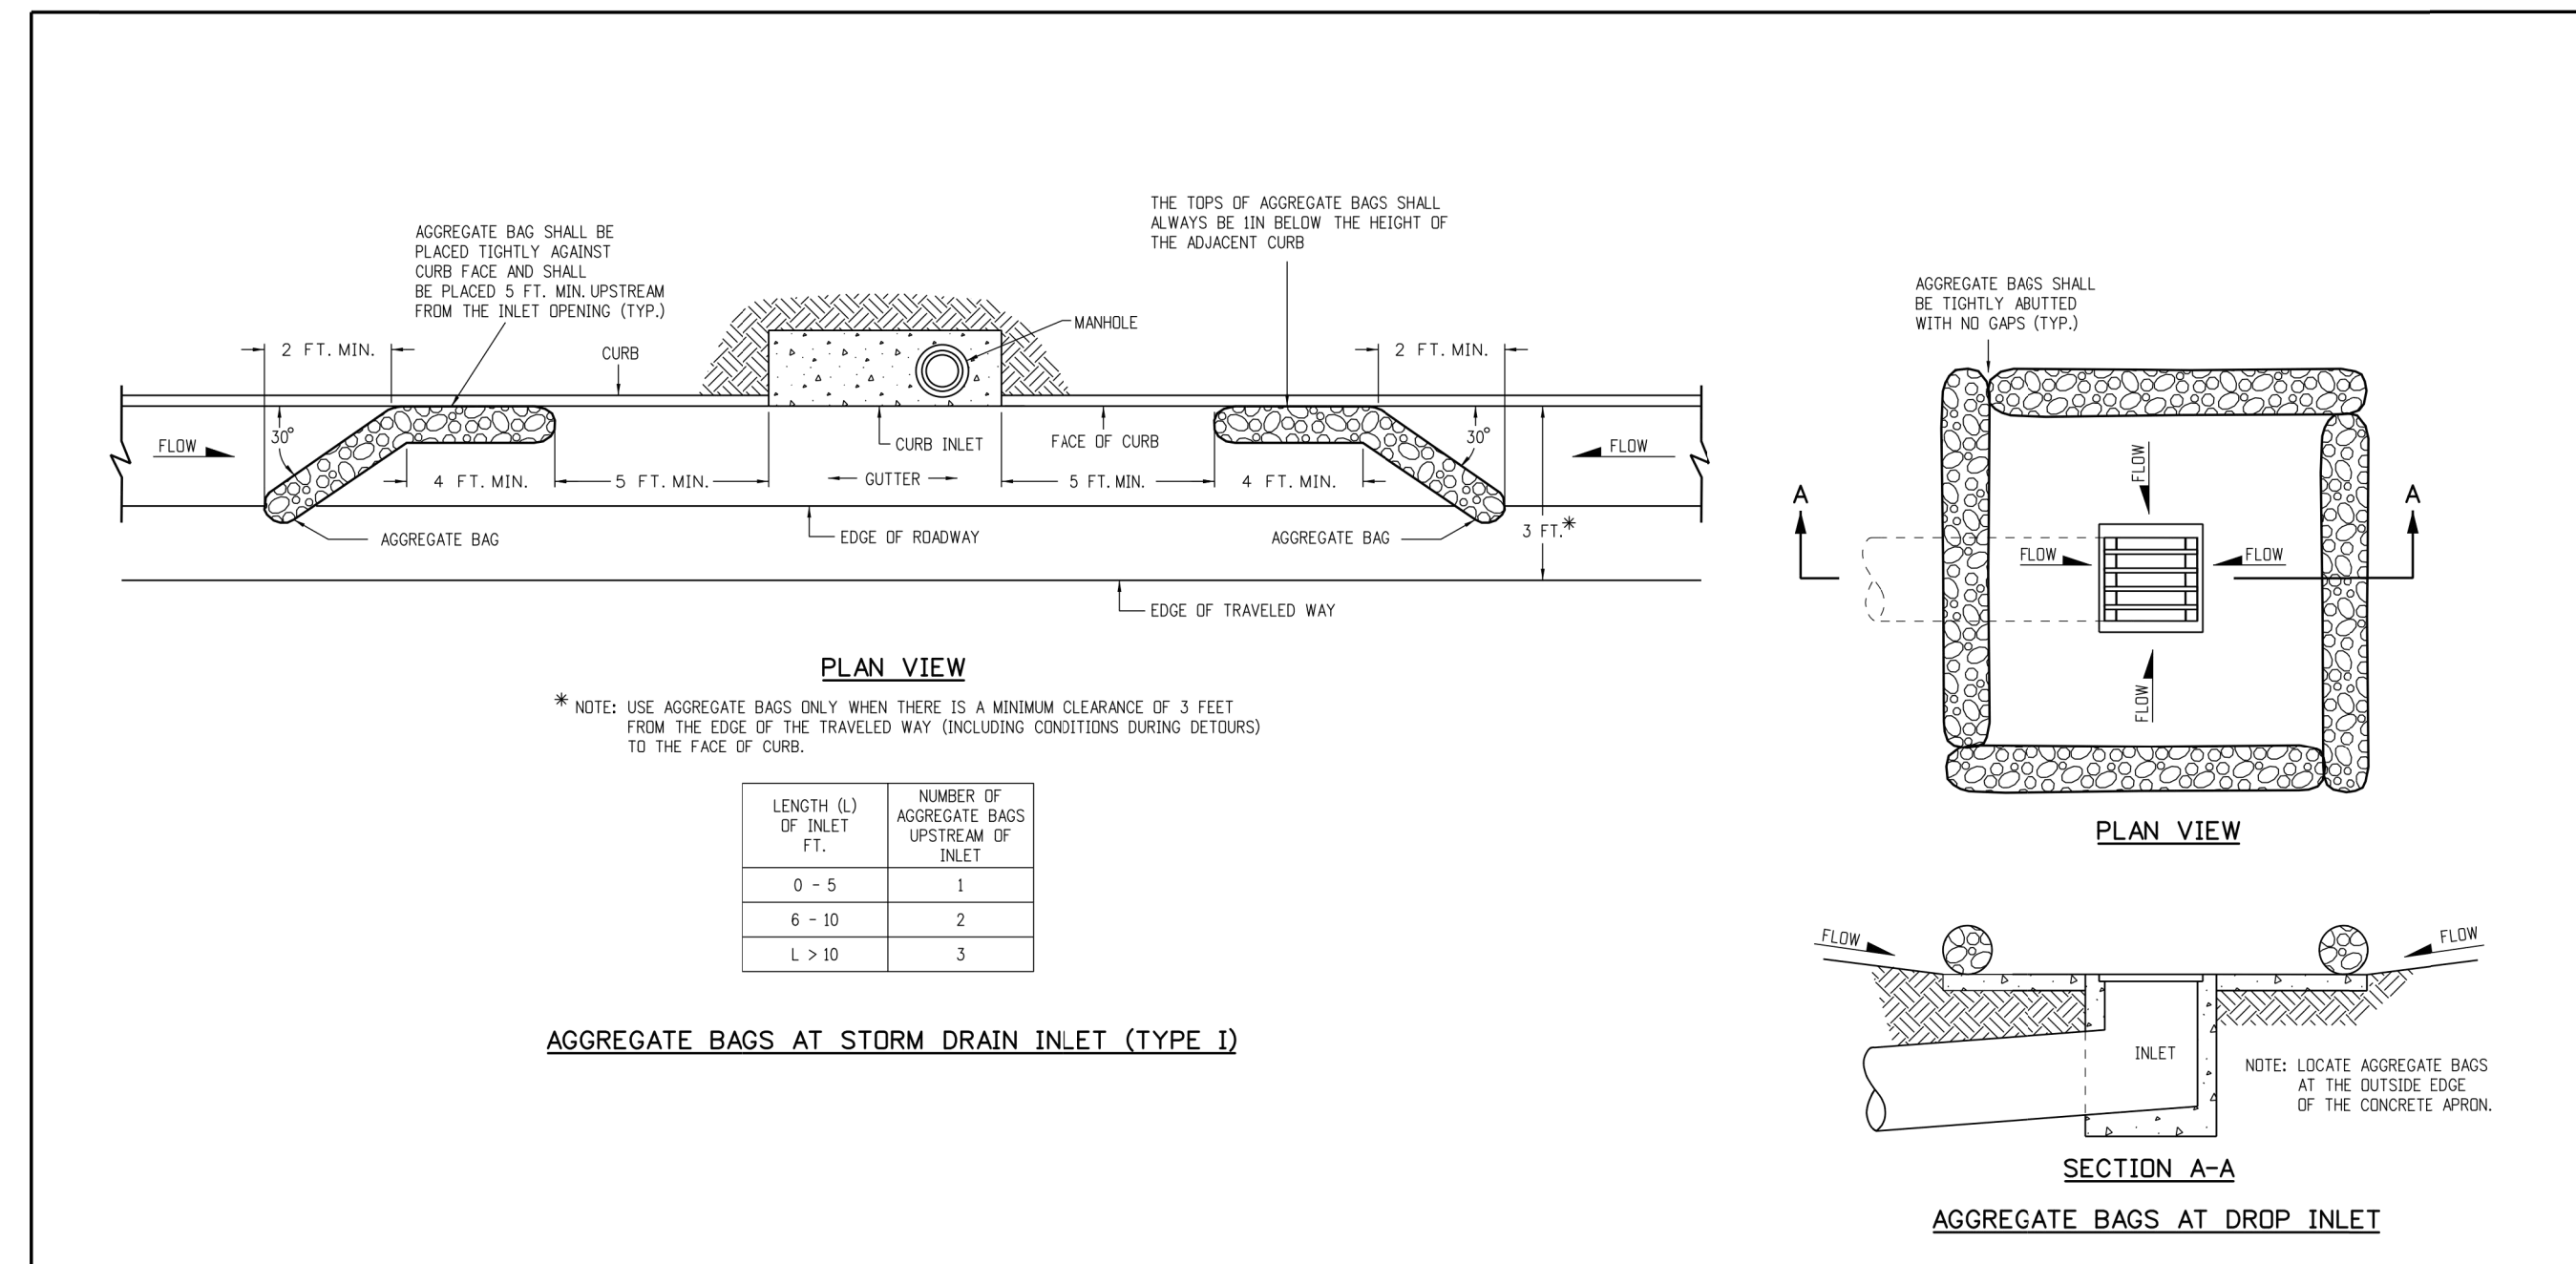 AGGREGATE BAG SHALL BE
PLACED TIGHTLY AGAINST
CURB FACE AND SHALL
BE PLACED 5 FT. MIN. UPSTREAM
FROM THE INLET OPENING (TYP.)
THE TOPS OF AGGREGATE BAGS SHALL
ALWAYS BE 1IN BELOW THE HEIGHT OF
THE ADJACENT CURB
MANHOLE
2 FT. MIN.
CURB
2 FT. MIN.
30°
FLOW
CURB INLET
FACE OF CURB
30°
FLOW
4 FT. MIN.
5 FT. MIN.
GUTTER
5 FT. MIN.
4 FT. MIN.
AGGREGATE BAG
EDGE OF ROADWAY
AGGREGATE BAG
3 FT.*
EDGE OF TRAVELED WAY
PLAN VIEW
* NOTE: USE AGGREGATE BAGS ONLY WHEN THERE IS A MINIMUM CLEARANCE OF 3 FEET
FROM THE EDGE OF THE TRAVELED WAY (INCLUDING CONDITIONS DURING DETOURS)
TO THE FACE OF CURB.
LENGTH (L)
OF INLET
FT.
NUMBER OF
AGGREGATE BAGS
UPSTREAM OF
INLET
0 - 5 1
6 - 10 2
L > 10 3
AGGREGATE BAGS AT STORM DRAIN INLET (TYPE I)
AGGREGATE BAGS SHALL
BE TIGHTLY ABUTTED
WITH NO GAPS (TYP.)
FLOW
A
A
FLOW
FLOW
FLOW
PLAN VIEW
FLOW
FLOW
INLET
NOTE: LOCATE AGGREGATE BAGS
AT THE OUTSIDE EDGE
OF THE CONCRETE APRON.
SECTION A-A
AGGREGATE BAGS AT DROP INLET